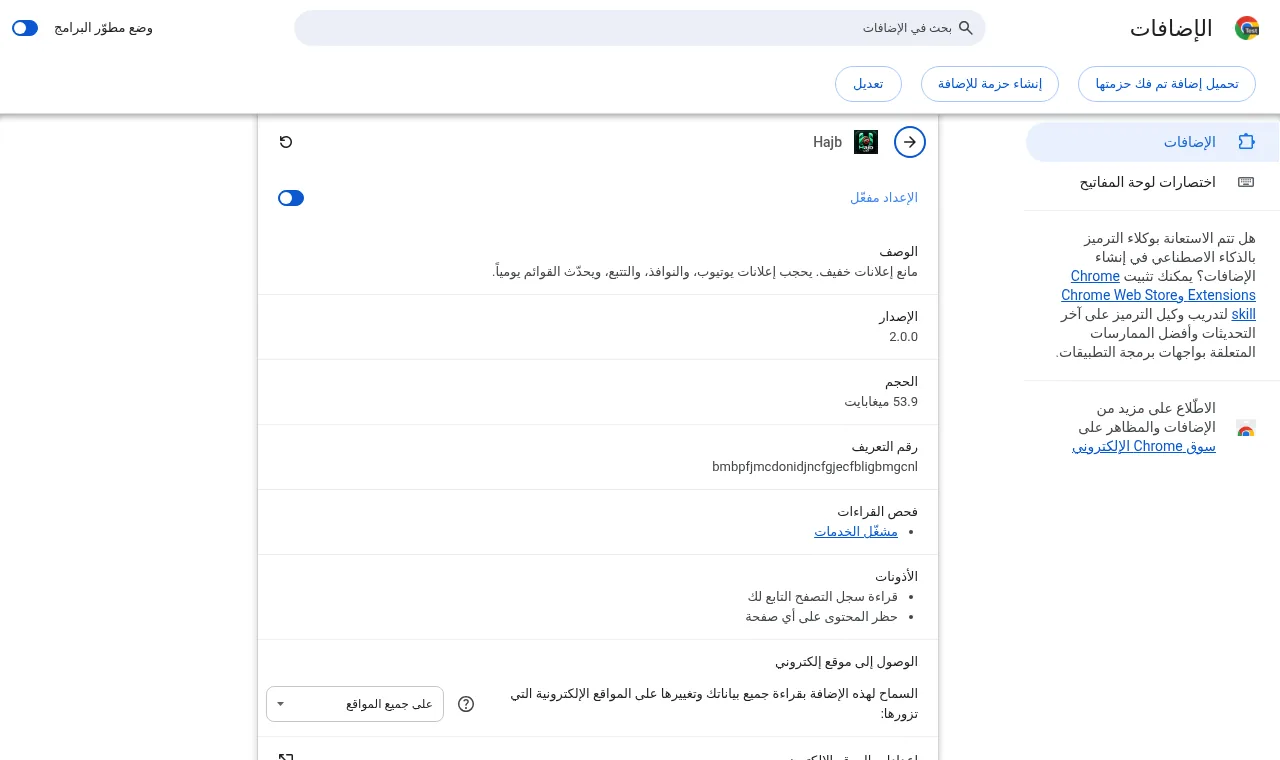 الإضافات
بحث في الإضافات
وضع مطوّر البرامج
تحميل إضافة تم فك حزمتها
إنشاء حزمة للإضافة
تعديل
الإضافات
اختصارات لوحة المفاتيح
هل تتم الاستعانة بوكلاء الترميز
بالذكاء الاصطناعي في إنشاء
الإضافات؟ يمكنك تثبيت Chrome
Extensions وChrome Web Store
skill لتدريب وكيل الترميز على آخر
التحديثات وأفضل الممارسات
المتعلقة بواجهات برمجة التطبيقات.
الاطّلاع على مزيد من
الإضافات والمظاهر على
سوق Chrome الإلكتروني
Hajb
الإعداد مفعّل
الوصف
مانع إعلانات خفيف. يحجب إعلانات يوتيوب، والنوافذ، والتتبع، ويحدّث القوائم يومياً.
الإصدار
2.0.0
الحجم
53.9 ميغابايت
رقم التعريف
bmbpfjmcdonidjncfgjecfbligbmgcnl
فحص القراءات
مشغّل الخدمات
الأذونات
قراءة سجل التصفح التابع لك
حظر المحتوى على أي صفحة
الوصول إلى موقع إلكتروني
السماح لهذه الإضافة بقراءة جميع بياناتك وتغييرها على المواقع الإلكترونية التي
تزورها:
على جميع المواقع